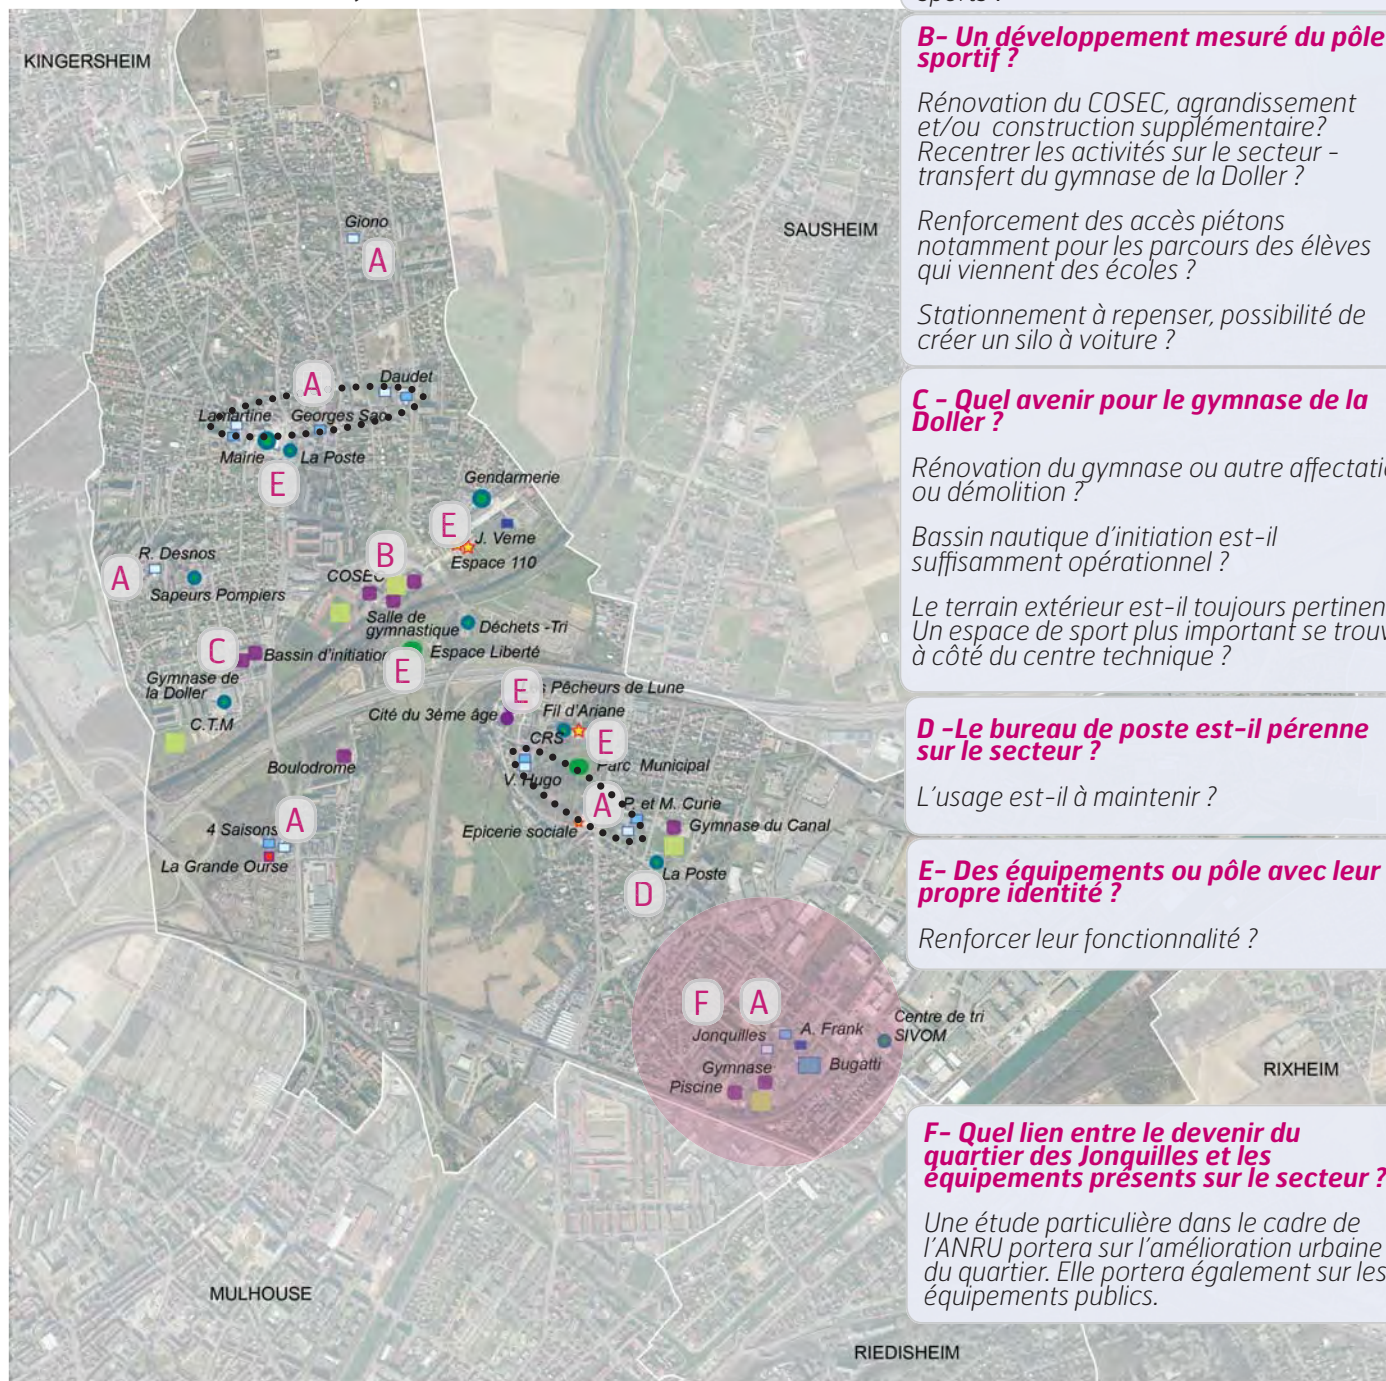 sports ?
KINGERSHEIM
SAUSHEIM
Giono
A
A
Daudet
Lamartine
Georges Sand
Mairie
La Poste
E
Gendarmerie
E
J. Verne
Espace 110
R. Desnos
A
Sapeurs Pompiers
B
COSEC
Salle de
gymnastique
Déchets -Tri
C
Bassin d'initiation
Espace Liberté
E
Gymnase de
la Doller
C.T.M
E
Pêcheurs de Lune
Cité du 3ème âge
Fil d'Ariane
CRS
E
Parc Municipal
V. Hugo
Boulodrome
A
P. et M. Curie
Epicerie sociale
Gymnase du Canal
4 Saisons
A
La Grande Ourse
La Poste
D
F
A
Jonquilles
A. Frank
Centre de tri
SIVOM
Gymnase
Bugatti
Piscine
RIXHEIM
MULHOUSE
RIEDISHEIM
B- Un développement mesuré du pôle
sportif ?
Rénovation du COSEC, agrandissement
et/ou construction supplémentaire?
Recentrer les activités sur le secteur -
transfert du gymnase de la Doller ?
Renforcement des accès piétons
notamment pour les parcours des élèves
qui viennent des écoles ?
Stationnement à repenser, possibilité de
créer un silo à voiture ?
C - Quel avenir pour le gymnase de la
Doller ?
Rénovation du gymnase ou autre affectati
ou démolition ?
Bassin nautique d'initiation est-il
suffisamment opérationnel ?
Le terrain extérieur est-il toujours pertinen
Un espace de sport plus important se trouv
à côté du centre technique ?
D -Le bureau de poste est-il pérenne
sur le secteur ?
L'usage est-il à maintenir ?
E- Des équipements ou pôle avec leur
propre identité ?
Renforcer leur fonctionnalité ?
F- Quel lien entre le devenir du
quartier des Jonquilles et les
équipements présents sur le secteur ?
Une étude particulière dans le cadre de
l'ANRU portera sur l'amélioration urbaine
du quartier. Elle portera également sur les
équipements publics.